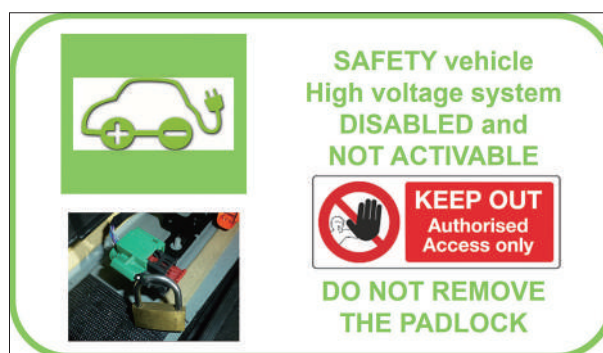 SAFETY vehicle
High voltage system
DISABLED and
NOT ACTIVABLE
KEEP OUT
Authorised
Access only
DO NOT REMOVE
THE PADLOCK